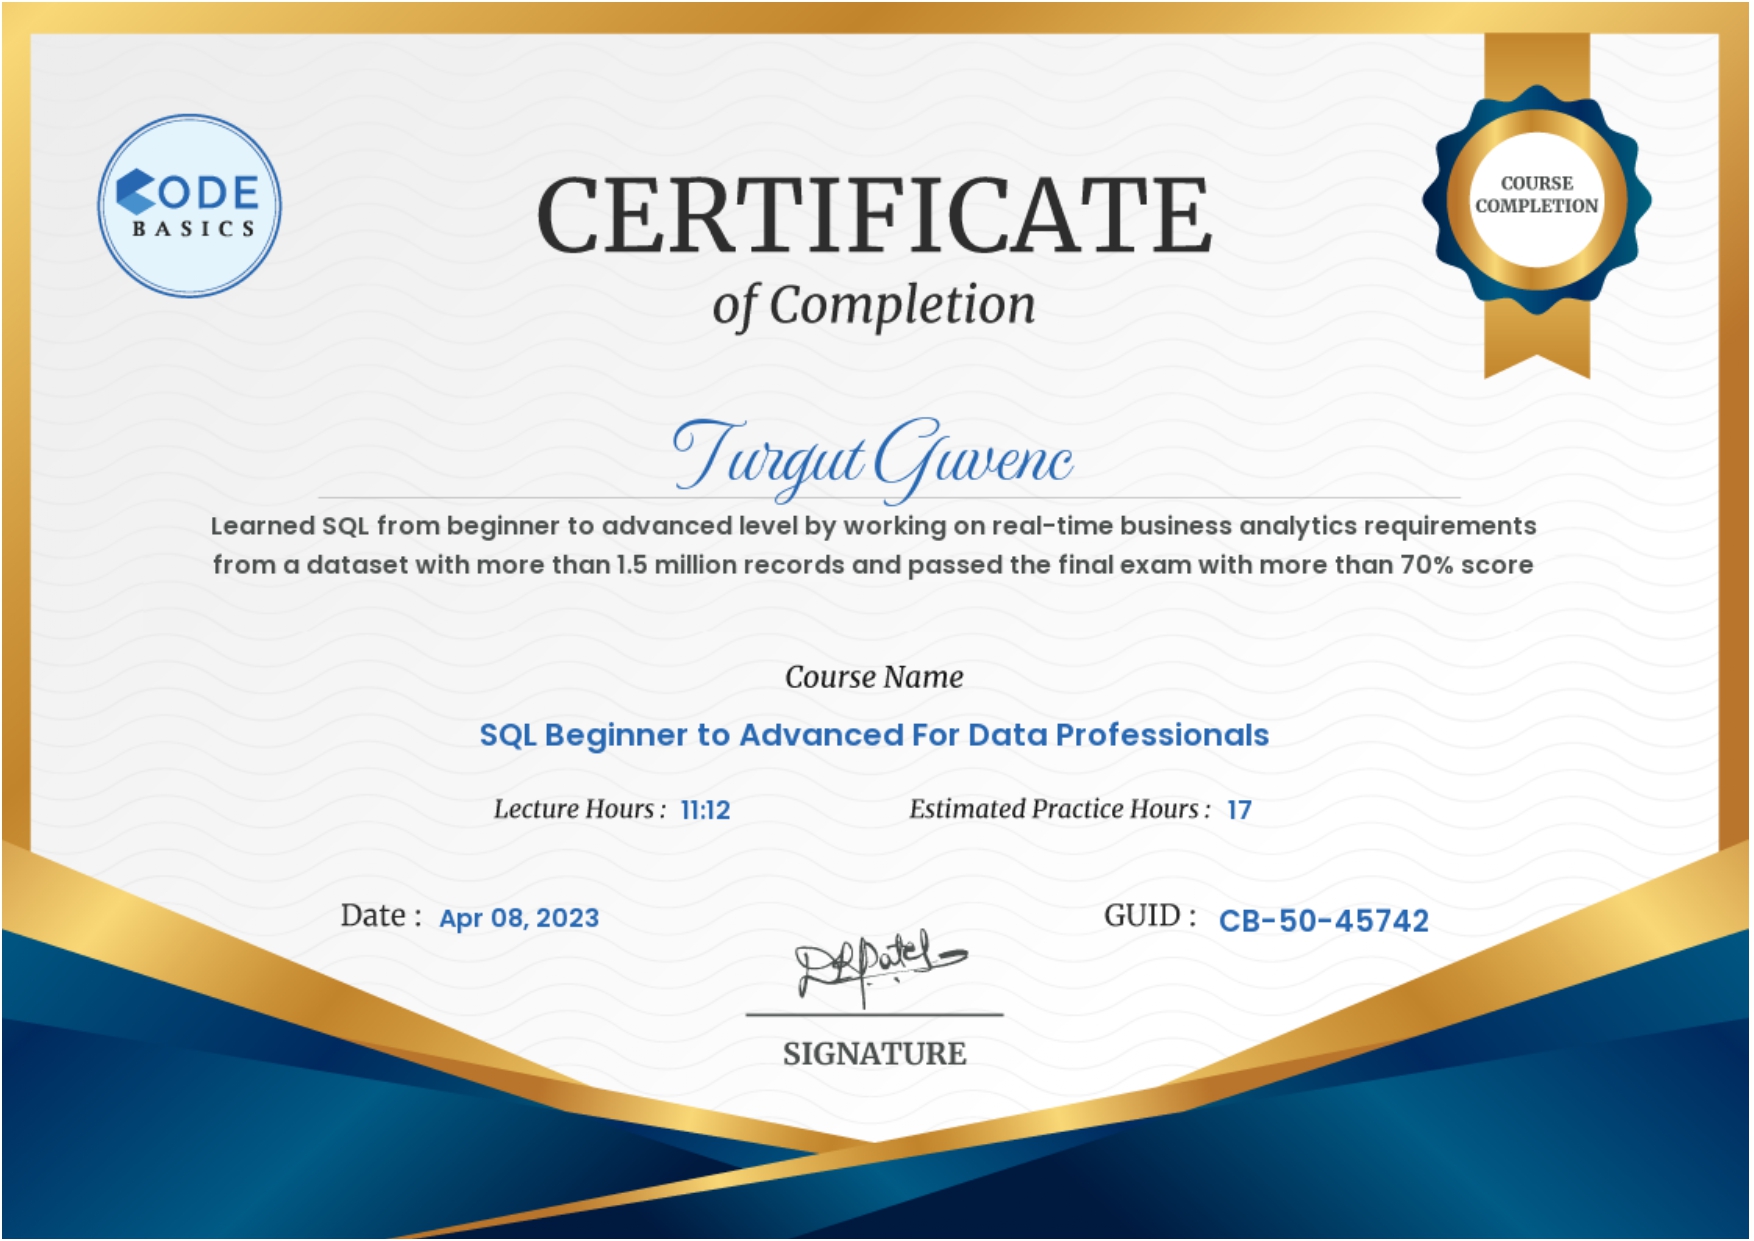 CODE
BASICS
COURSE
COMPLETION
CERTIFICATE
of Completion
Turgut Guvenc
Learned SQL from beginner to advanced level by working on real-time business analytics requirements
from a dataset with more than 1.5 million records and passed the final exam with more than 70% score
Course Name
SQL Beginner to Advanced For Data Professionals
Lecture Hours : 11:12 Estimated Practice Hours : 17
Date : Apr 08, 2023 GUID : CB-50-45742
DRPatel
SIGNATURE